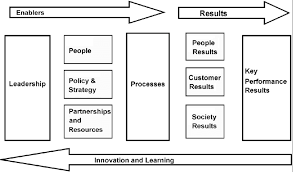 Enablers
Results
Leadership
People
Policy &
Strategy
Partnerships
and
Resources
Processes
People
Results
Customer
Results
Society
Results
Key
Performance
Results
Innovation and Learning